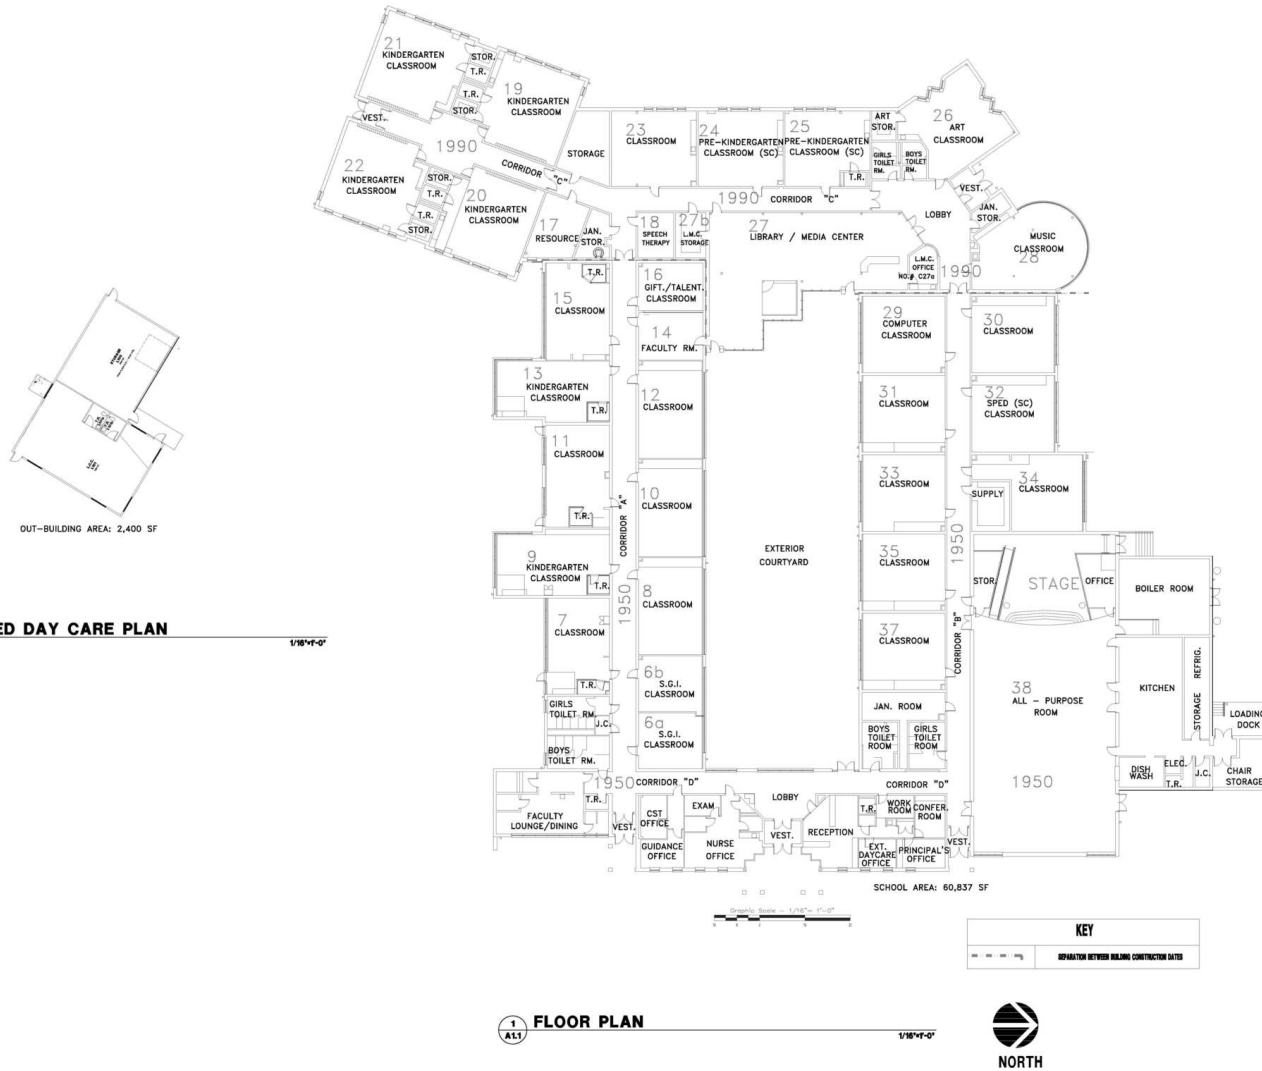 21
KINDERGARTEN
CLASSROOM
STOR.
T.R.
T.R.
STOR.
19
KINDERGARTEN
CLASSROOM
VEST.
1990
CORRIDOR "C"
22
KINDERGARTEN
CLASSROOM
STOR.
T.R.
T.R.
STOR.
20
KINDERGARTEN
CLASSROOM
STORAGE
23
CLASSROOM
24
PRE-KINDERGARTEN
CLASSROOM (SC)
25
PRE-KINDERGARTEN
CLASSROOM (SC)
T.R.
ART
STOR.
GIRLS
TOILET
RM.
BOYS
TOILET
RM.
26
ART
CLASSROOM
VEST.
JAN.
STOR.
LOBBY
1990 CORRIDOR "C"
17
RESOURCE
JAN.
STOR.
18
SPEECH
THERAPY
27b
L.M.C.
STORAGE
27
LIBRARY / MEDIA CENTER
L.M.C.
OFFICE
NO.# C27a
1990
MUSIC
CLASSROOM
28
T.R.
15
CLASSROOM
16
GIFT./TALENT.
CLASSROOM
14
FACULTY RM.
29
COMPUTER
CLASSROOM
30
CLASSROOM
13
KINDERGARTEN
CLASSROOM
T.R.
12
CLASSROOM
31
CLASSROOM
32
SPED (SC)
CLASSROOM
11
CLASSROOM
T.R.
10
CLASSROOM
CORRIDOR "A"
33
CLASSROOM
34
CLASSROOM
SUPPLY
EXTERIOR
COURTYARD
9
KINDERGARTEN
CLASSROOM
T.R.
8
CLASSROOM
1950
35
CLASSROOM
1950
STOR.
STAGE
OFFICE
BOILER ROOM
7
CLASSROOM
T.R.
6b
S.G.I.
CLASSROOM
37
CLASSROOM
CORRIDOR "B"
38
ALL - PURPOSE
ROOM
1950
KITCHEN
STORAGE
REFRIG.
LOADING
DOCK
GIRLS
TOILET RM.
J.C.
BOYS
TOILET RM.
6a
S.G.I.
CLASSROOM
JAN. ROOM
BOYS
TOILET
ROOM
GIRLS
TOILET
ROOM
DISH
WASH
ELEC.
T.R.
J.C.
CHAIR
STORAGE
1950 CORRIDOR "D"
CORRIDOR "D"
T.R.
FACULTY
LOUNGE/DINING
VEST.
CST
OFFICE
EXAM
GUIDANCE
OFFICE
NURSE
OFFICE
LOBBY
VEST.
RECEPTION
T.R.
WORK
ROOM
CONFER.
ROOM
EXT.
DAYCARE
OFFICE
PRINCIPAL'S
OFFICE
VEST.
SCHOOL AREA: 60,837 SF
OUT-BUILDING AREA: 2,400 SF
ED DAY CARE PLAN
1/16"=1'-0"
Graphic Scale - 1/16"= 1'-0"
KEY
SEPARATION BETWEEN BUILDING CONSTRUCTION DATES
1
A1.1
FLOOR PLAN
1/16"=1'-0"
NORTH